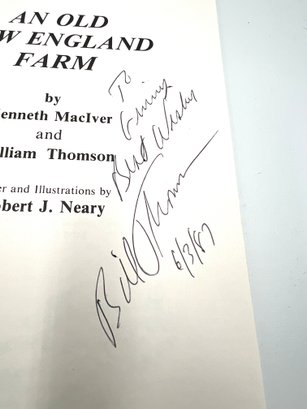 AN OLD
W ENGLAND
FARM
by
enneth MacIver
and
lliam Thomson
er and Illustrations by
obert J. Neary
To
Ginny
Best Wishes
Bill Thomson
6/3/87